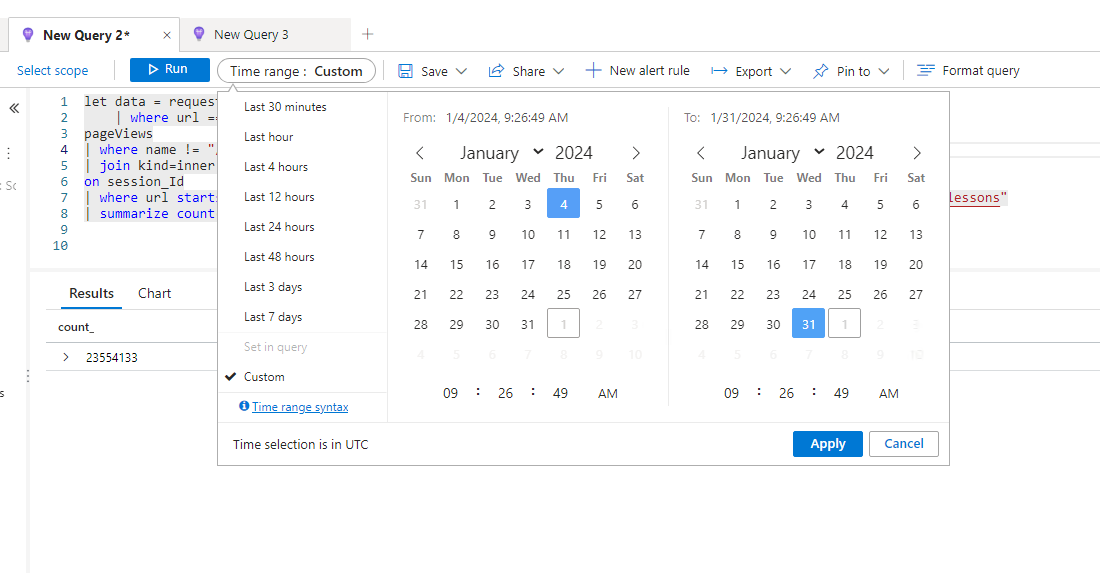 New Query 2*
New Query 3
Select scope
Run
Time range : Custom
Save
Share
New alert rule
Export
Pin to
Format query
1 let data = request
2 | where url ==
3 pageViews
4 | where name != "
5 | join kind=inner
6 on session_Id
7 | where url start
lessons"
8 | summarize count
9
10
Results
Chart
count_
23554133
Last 30 minutes
Last hour
Last 4 hours
Last 12 hours
Last 24 hours
Last 48 hours
Last 3 days
Last 7 days
Set in query
Custom
Time range syntax
From: 1/4/2024, 9:26:49 AM
January 2024
Sun Mon Tue Wed Thu Fri Sat
31 1 2 3 4 5 6
7 8 9 10 11 12 13
14 15 16 17 18 19 20
21 22 23 24 25 26 27
28 29 30 31 1 2 3
4 5 6 7 8 9 10
09 : 26 : 49 AM
To: 1/31/2024, 9:26:49 AM
January 2024
Sun Mon Tue Wed Thu Fri Sat
31 1 2 3 4 5 6
7 8 9 10 11 12 13
14 15 16 17 18 19 20
21 22 23 24 25 26 27
28 29 30 31 1 2 3
4 5 6 7 8 9 10
09 : 26 : 49 AM
Time selection is in UTC
Apply
Cancel